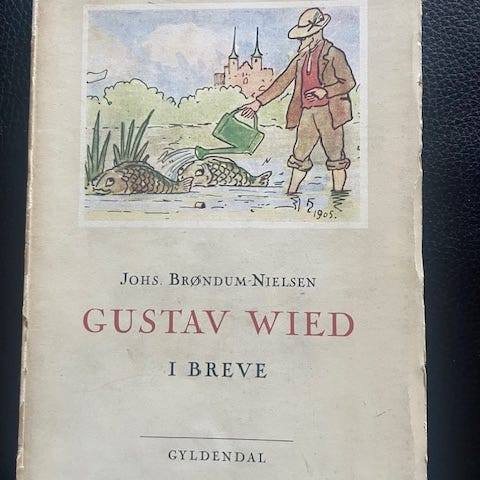 1905.
JOHS. BRØNDUM-NIELSEN
GUSTAV WIED
I BREVE
GYLDENDAL